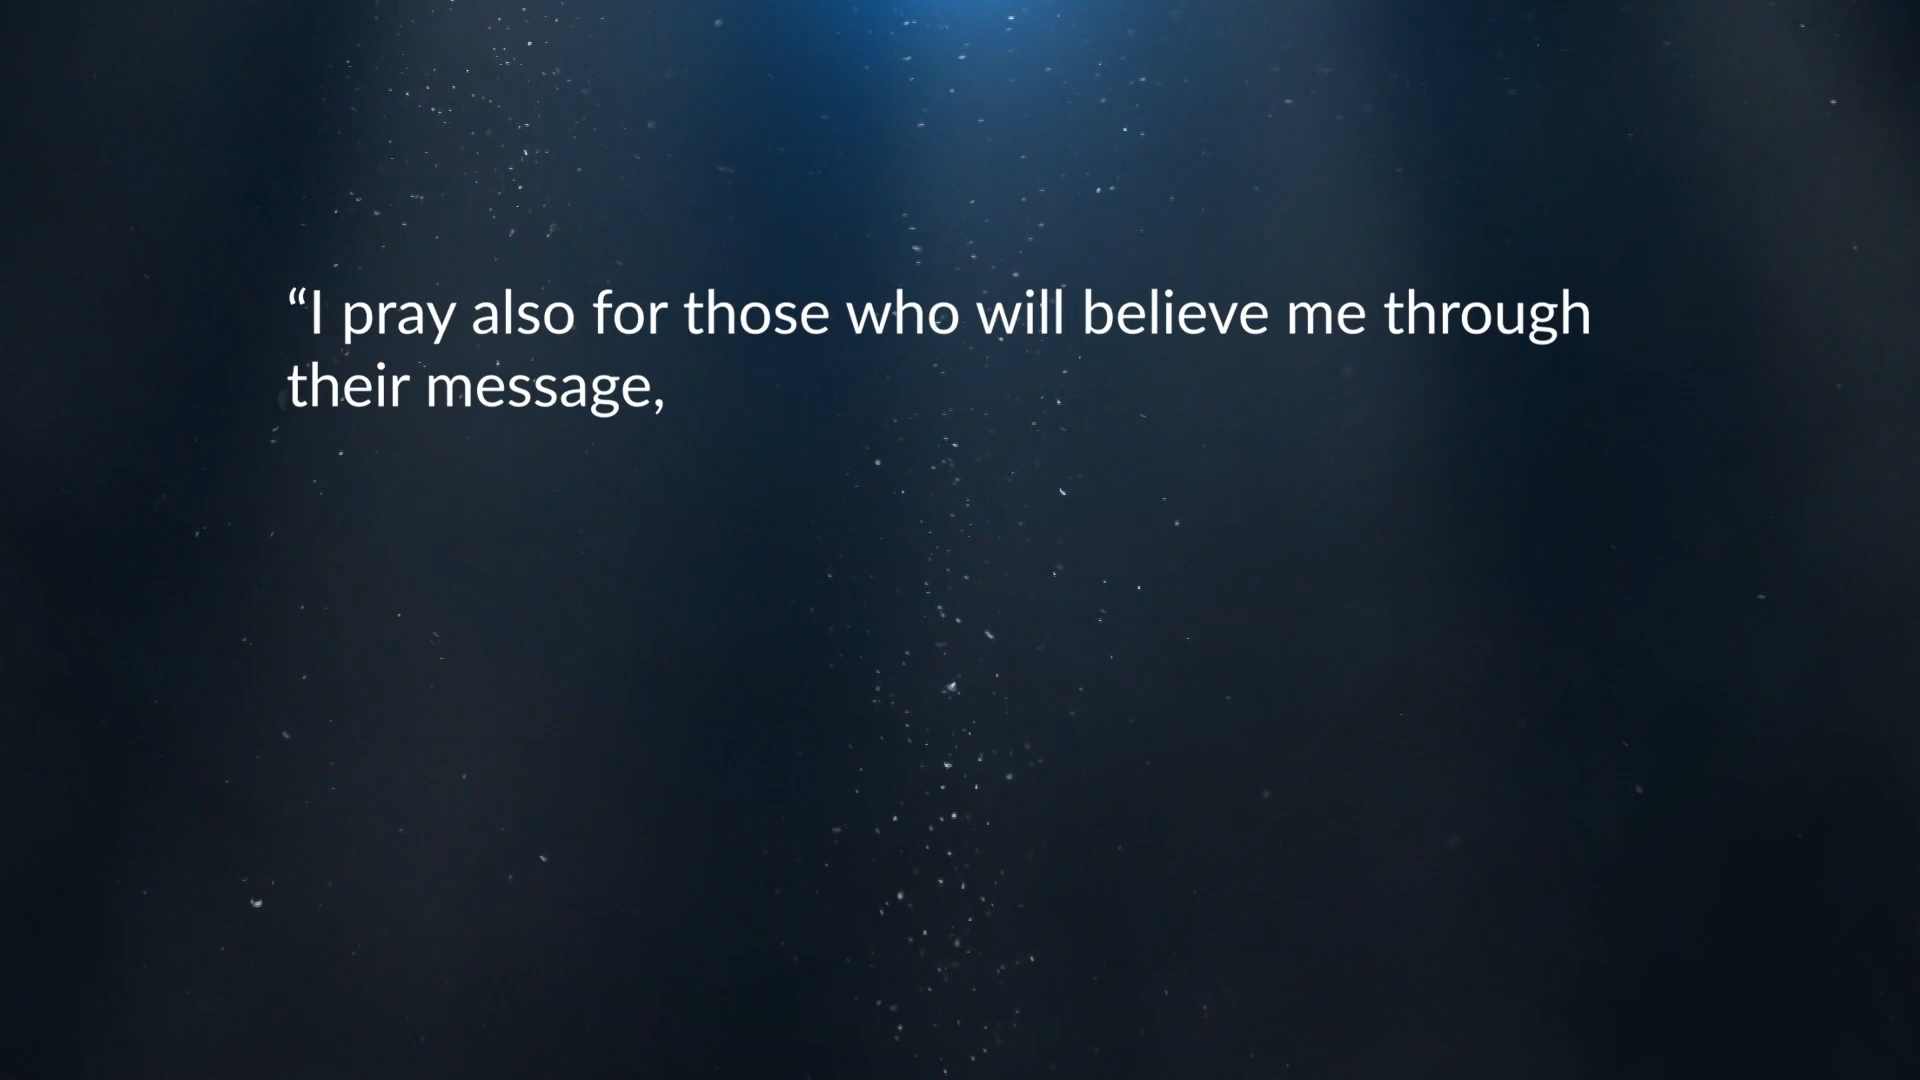 “I pray also for those who will believe me through
their message,